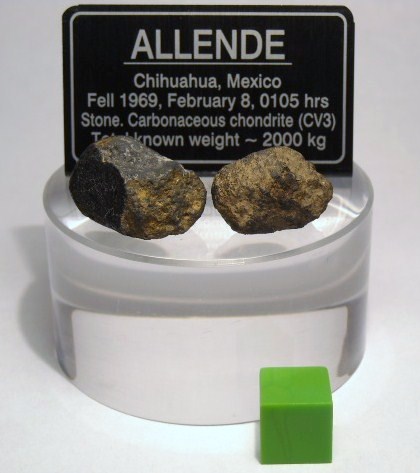 ALLENDE
Chihuahua, Mexico
Fell 1969, February 8, 0105 hrs
Stone. Carbonaceous chondrite (CV3)
Total known weight ~ 2000 kg